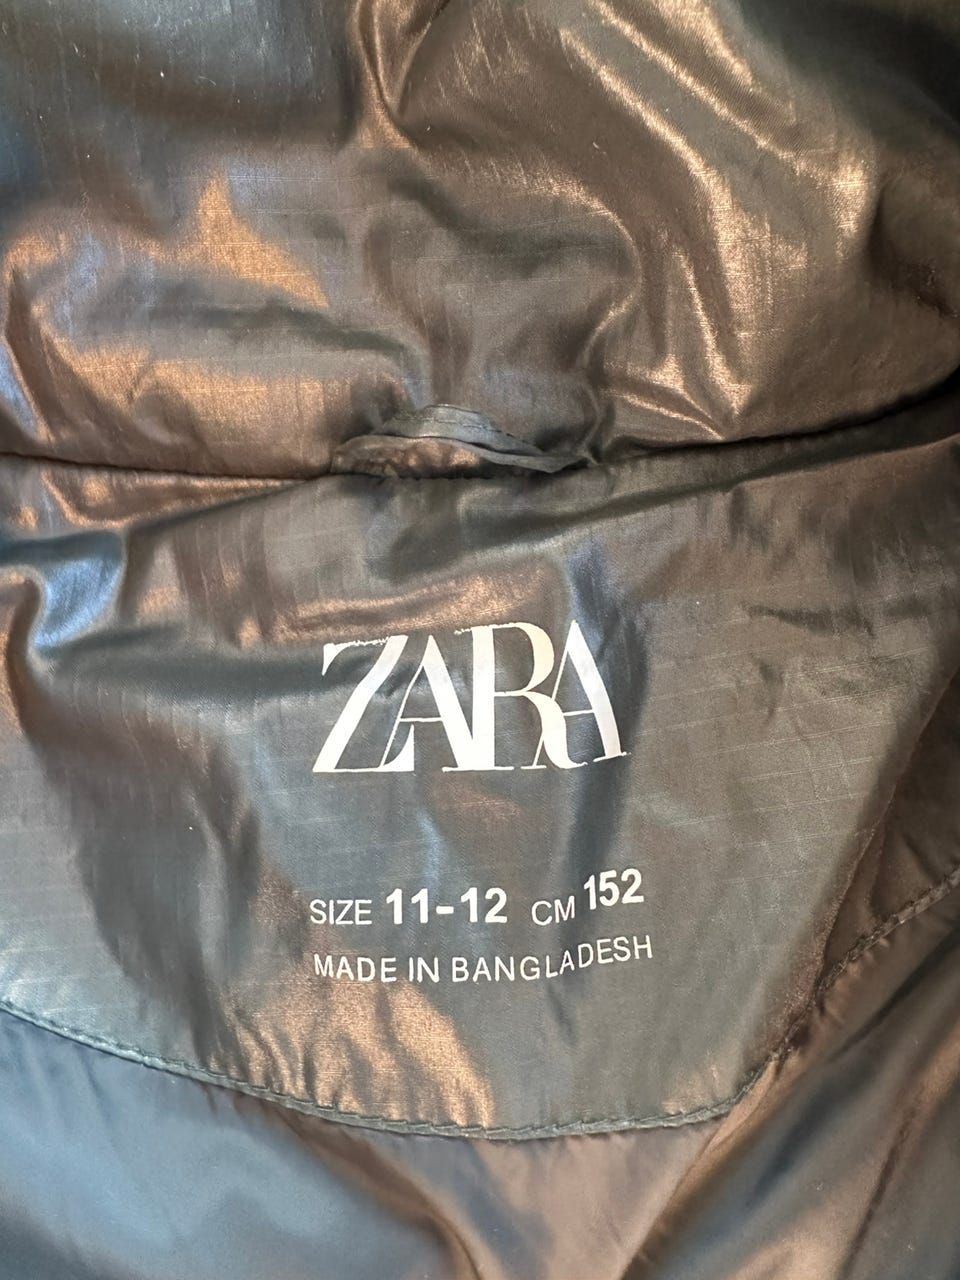 ZARA
SIZE 11-12 CM 152
MADE IN BANGLADESH